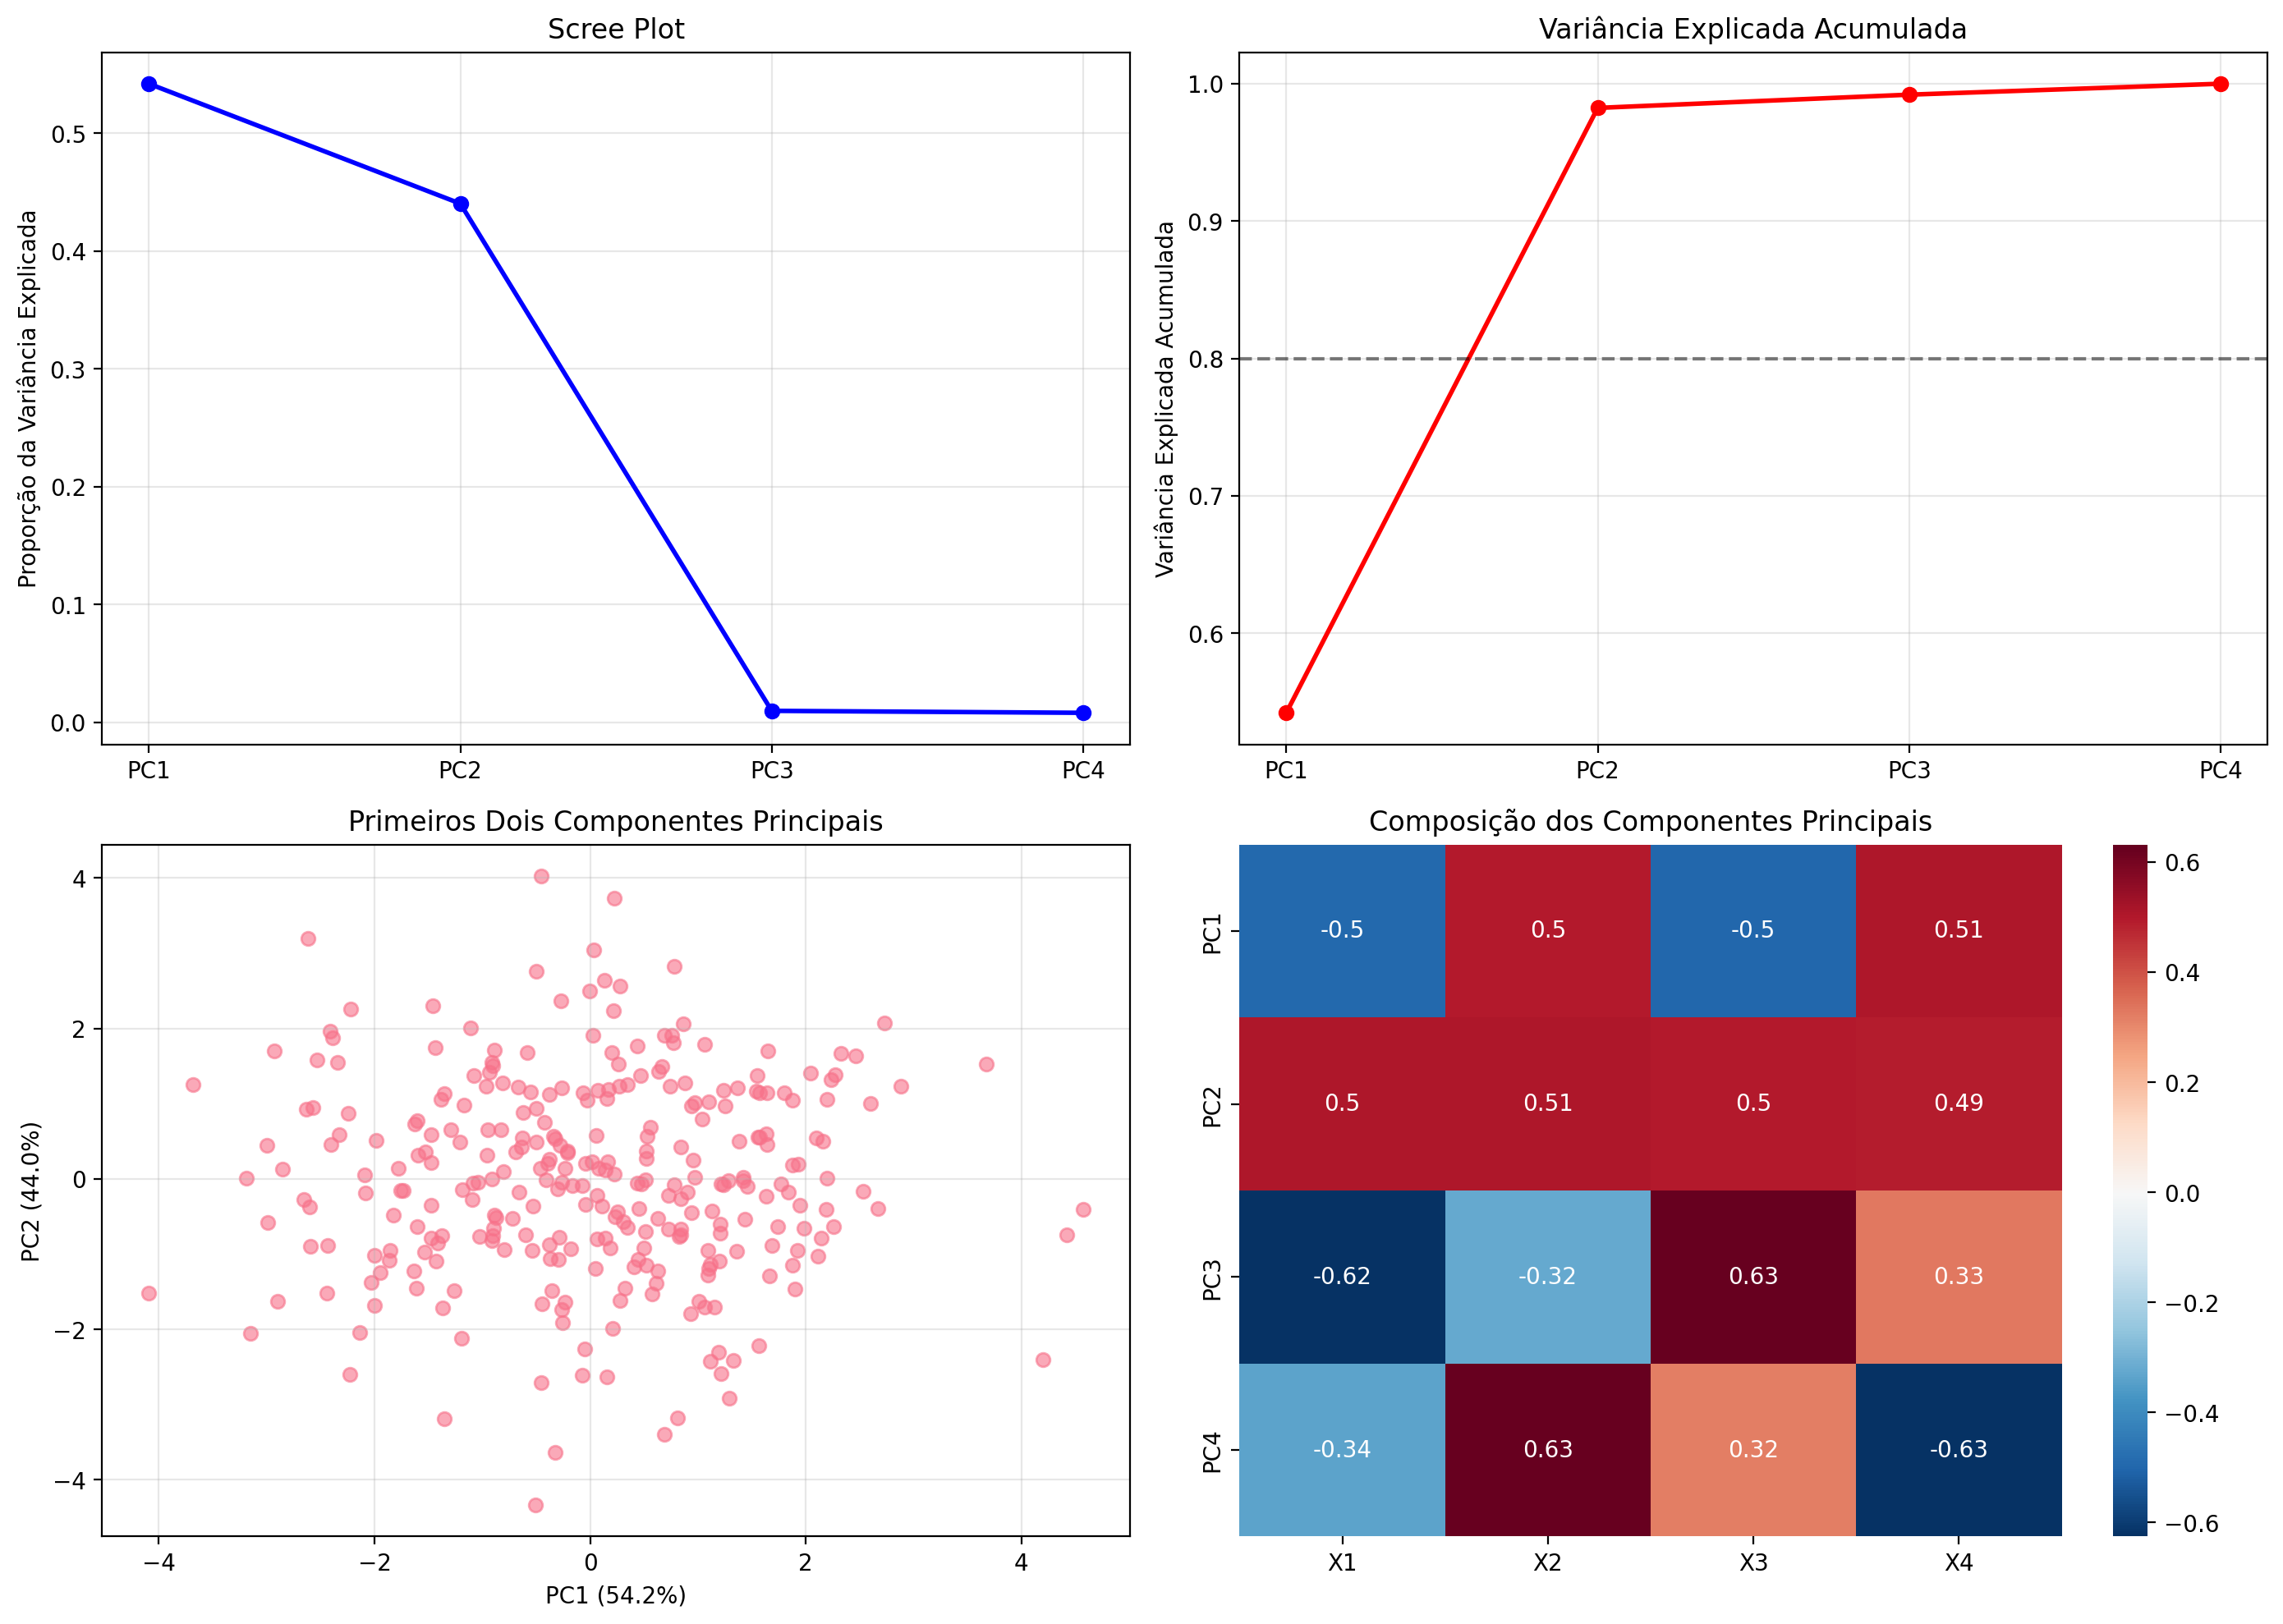 Scree Plot
Proporção da Variância Explicada
0.5
0.4
0.3
0.2
0.1
0.0
PC1 PC2 PC3 PC4
Variância Explicada Acumulada
Variância Explicada Acumulada
1.0
0.9
0.8
0.7
0.6
PC1 PC2 PC3 PC4
Primeiros Dois Componentes Principais
PC2 (44.0%)
4
2
0
−2
−4
−4 −2 0 2 4
PC1 (54.2%)
Composição dos Componentes Principais
PC1 -0.5 0.5 -0.5 0.51
PC2 0.5 0.51 0.5 0.49
PC3 -0.62 -0.32 0.63 0.33
PC4 -0.34 0.63 0.32 -0.63
X1 X2 X3 X4
0.6
0.4
0.2
0.0
−0.2
−0.4
−0.6